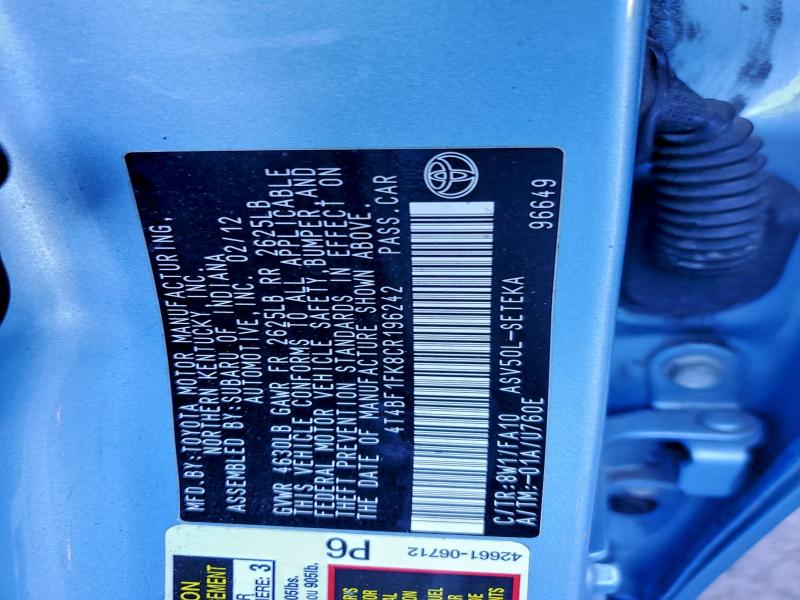 MFD.BY:TOYOTA MOTOR MANUFACTURING,
NORTHERN KENTUCKY INC.
ASSEMBLED BY:SUBARU OF INDIANA
AUTOMOTIVE, INC. 02/12
GVWR 4630LB GAWR FR 2625LB RR 2625LB
THIS VEHICLE CONFORMS TO ALL APPLICABLE
FEDERAL MOTOR VEHICLE SAFETY,BUMPER,AND
THEFT PREVENTION STANDARDS IN EFFECT ON
THE DATE OF MANUFACTURE SHOWN ABOVE.
4T4BF1FK8CR196242 PASS.CAR
C/TR:8W1/FA10 ASV50L-SETEKA
A/TM:-01A/U760E 96649
P6
42661-06712
3
ou 905lb.